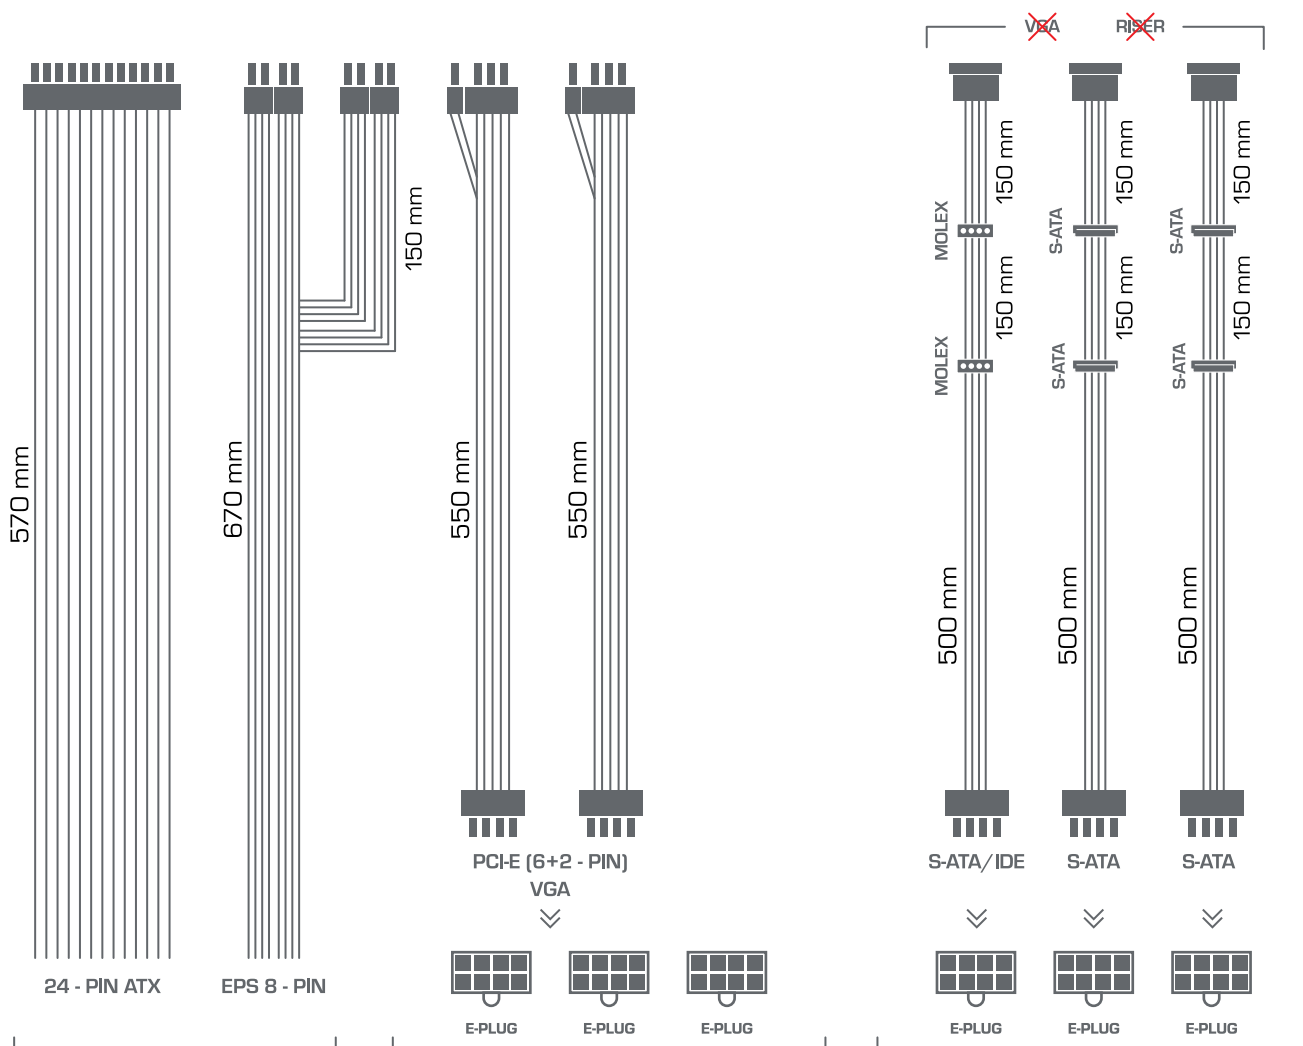 VGA RISER
150 mm
150 mm
150 mm
150 mm
MOLEX
S-ATA
S-ATA
150 mm
150 mm
150 mm
MOLEX
S-ATA
S-ATA
570 mm
670 mm
550 mm
550 mm
500 mm
500 mm
500 mm
PCI-E (6+2 - PIN)
VGA
S-ATA/IDE
S-ATA
S-ATA
24 - PIN ATX
EPS 8 - PIN
E-PLUG
E-PLUG
E-PLUG
E-PLUG
E-PLUG
E-PLUG